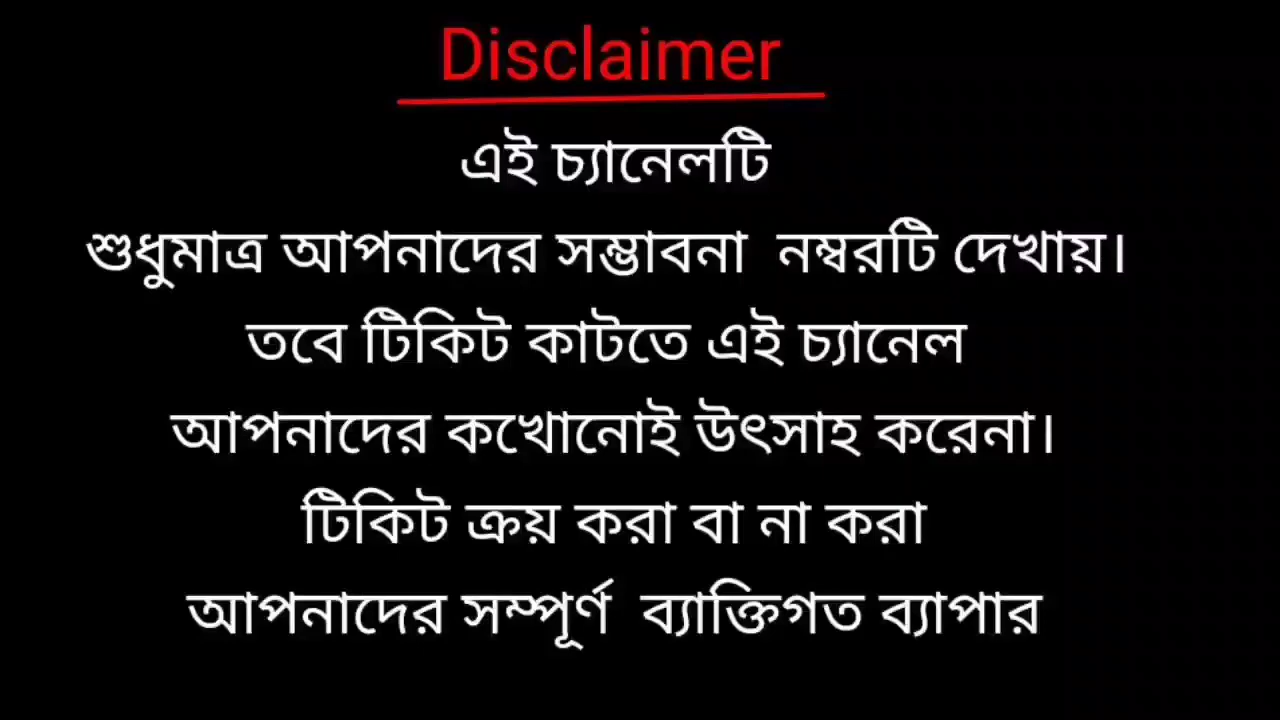 Disclaimer
এই চ্যানেলটি
শুধুমাত্র আপনাদের সম্ভাবনা নম্বরটি দেখায়।
তবে টিকিট কাটতে এই চ্যানেল
আপনাদের কখোনোই উৎসাহ করেনা।
টিকিট ক্রয় করা বা না করা
আপনাদের সম্পূর্ণ ব্যাক্তিগত ব্যাপার